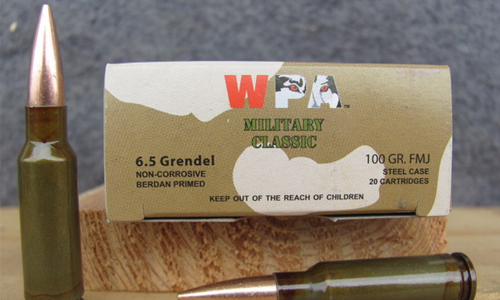 WPA™
MILITARY
CLASSIC
6.5 Grendel
NON-CORROSIVE
BERDAN PRIMED
100 GR. FMJ
STEEL CASE
20 CARTRIDGES
KEEP OUT OF THE REACH OF CHILDREN